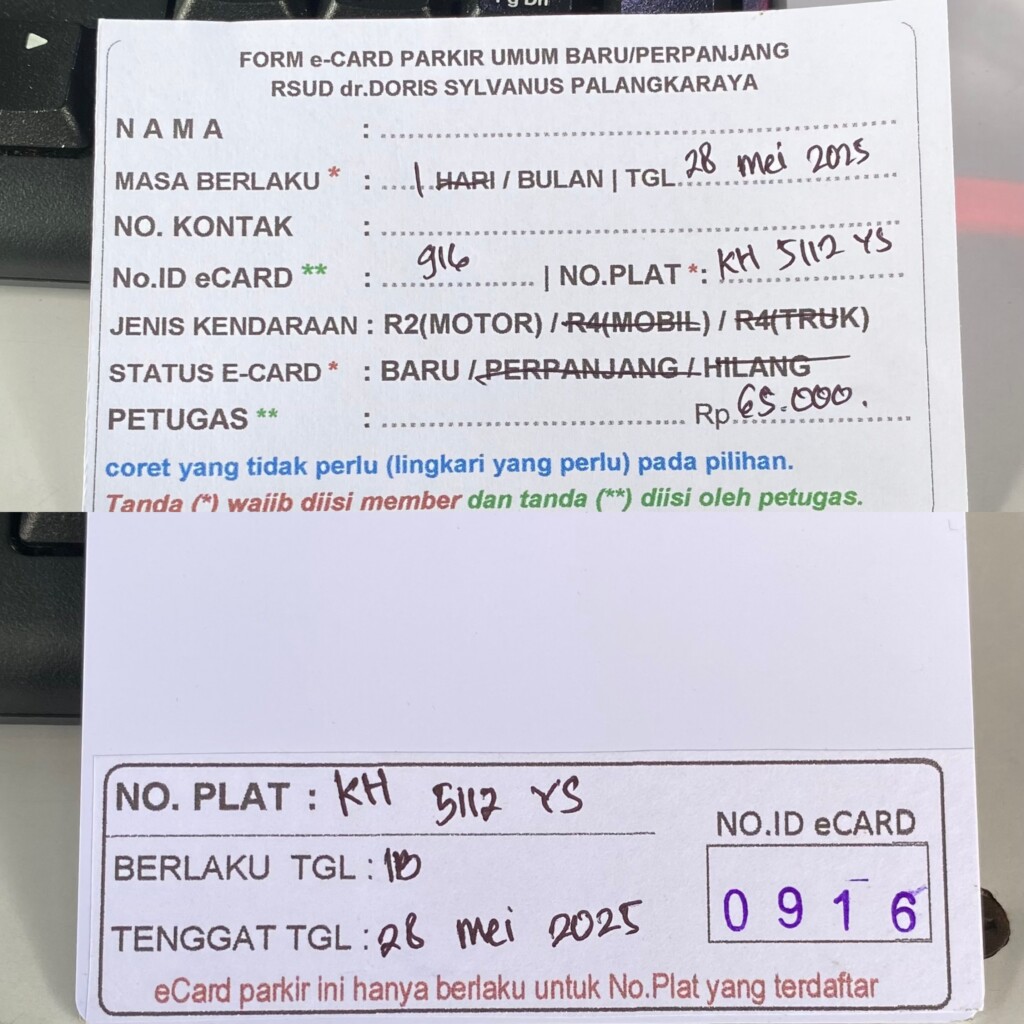 FORM e-CARD PARKIR UMUM BARU/PERPANJANG
RSUD dr.DORIS SYLVANUS PALANGKARAYA
NAMA :
MASA BERLAKU * : 1 HARI / BULAN | TGL. 28 mei 2025
NO. KONTAK :
No.ID eCARD ** : 916 | NO.PLAT *: KH 5112 YS
JENIS KENDARAAN : R2(MOTOR) / R4(MOBIL) / R4(TRUK)
STATUS E-CARD * : BARU / PERPANJANG / HILANG
PETUGAS ** : Rp 65.000.
coret yang tidak perlu (lingkari yang perlu) pada pilihan.
Tanda (*) wajib diisi member dan tanda (**) diisi oleh petugas.
NO. PLAT : KH 5112 YS
NO.ID eCARD
BERLAKU TGL : 1B
0916
TENGGAT TGL : 28 mei 2025
eCard parkir ini hanya berlaku untuk No.Plat yang terdaftar